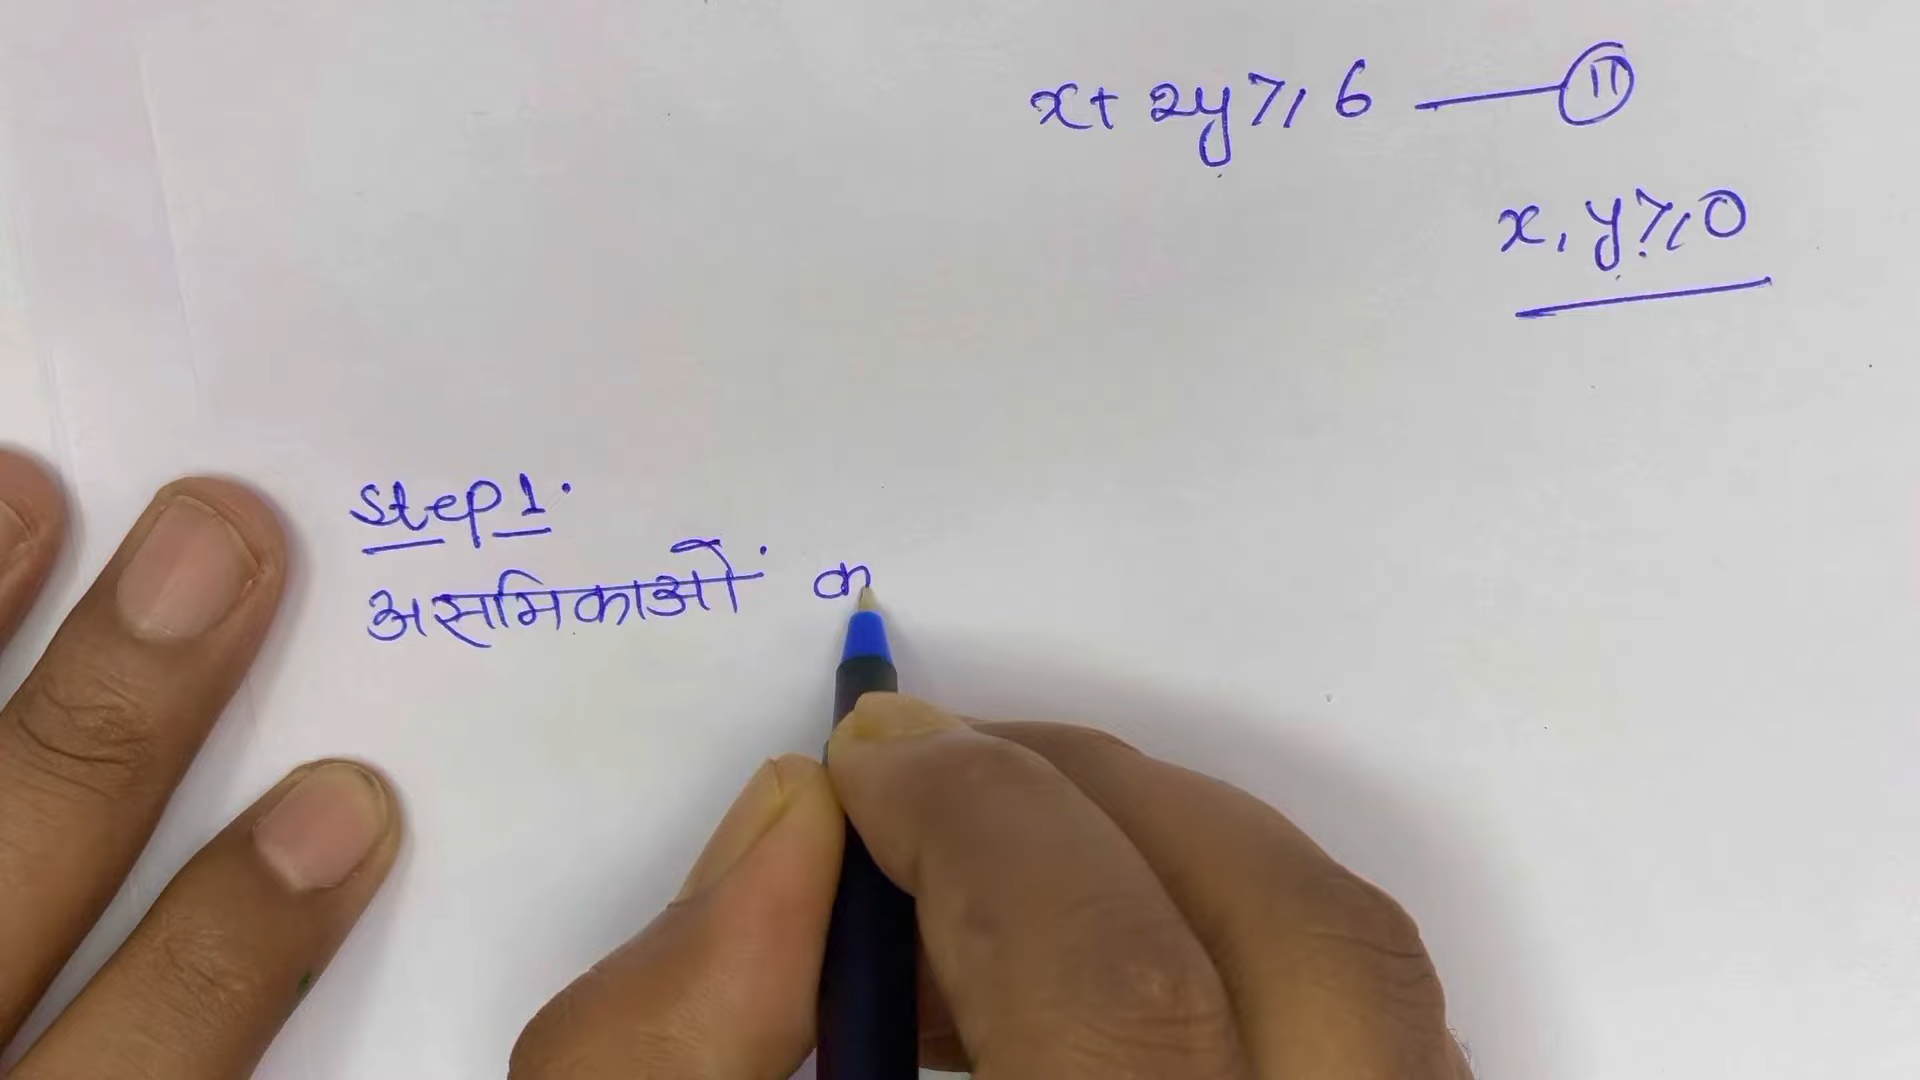 x + 2y ≥ 6 —— (II)
x, y ≥ 0
Step 1.
असमिकाओं